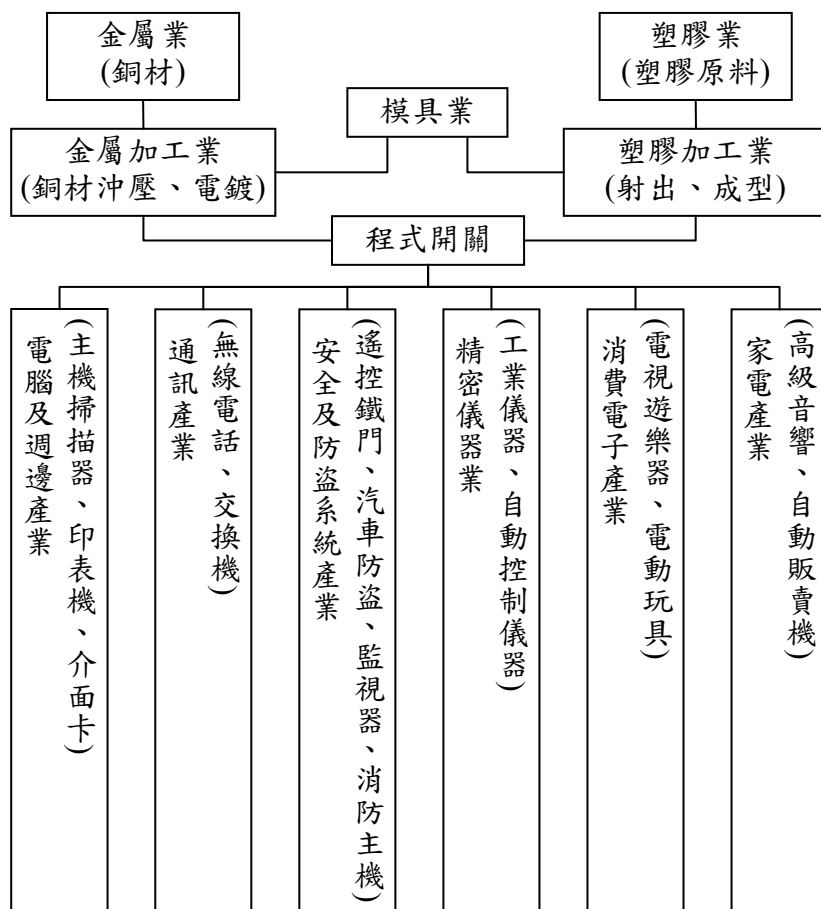 金屬業
(銅材)
塑膠業
(塑膠原料)
模具業
金屬加工業
(銅材沖壓、電鍍)
塑膠加工業
(射出、成型)
程式開關
電腦及週邊產業
(主機掃描器、印表機、介面卡)
通訊產業
(無線電話、交換機)
安全及防盜系統產業
(遙控鐵門、汽車防盜、監視器、消防主機)
精密儀器業
(工業儀器、自動控制儀器)
消費電子產業
(電視遊樂器、電動玩具)
家電產業
(高級音響、自動販賣機)